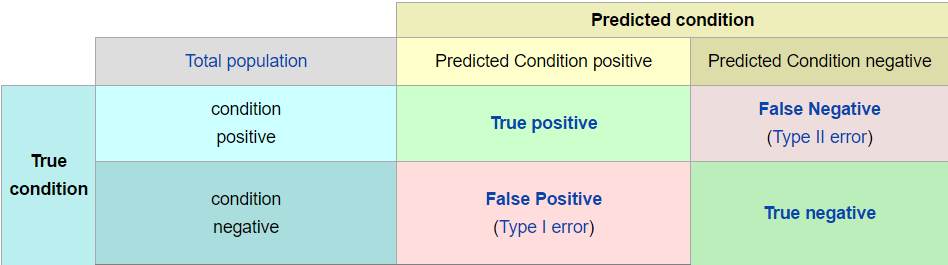 Predicted condition
Total population
Predicted Condition positive
Predicted Condition negative
True
condition
condition
positive
True positive
False Negative
(Type II error)
condition
negative
False Positive
(Type I error)
True negative